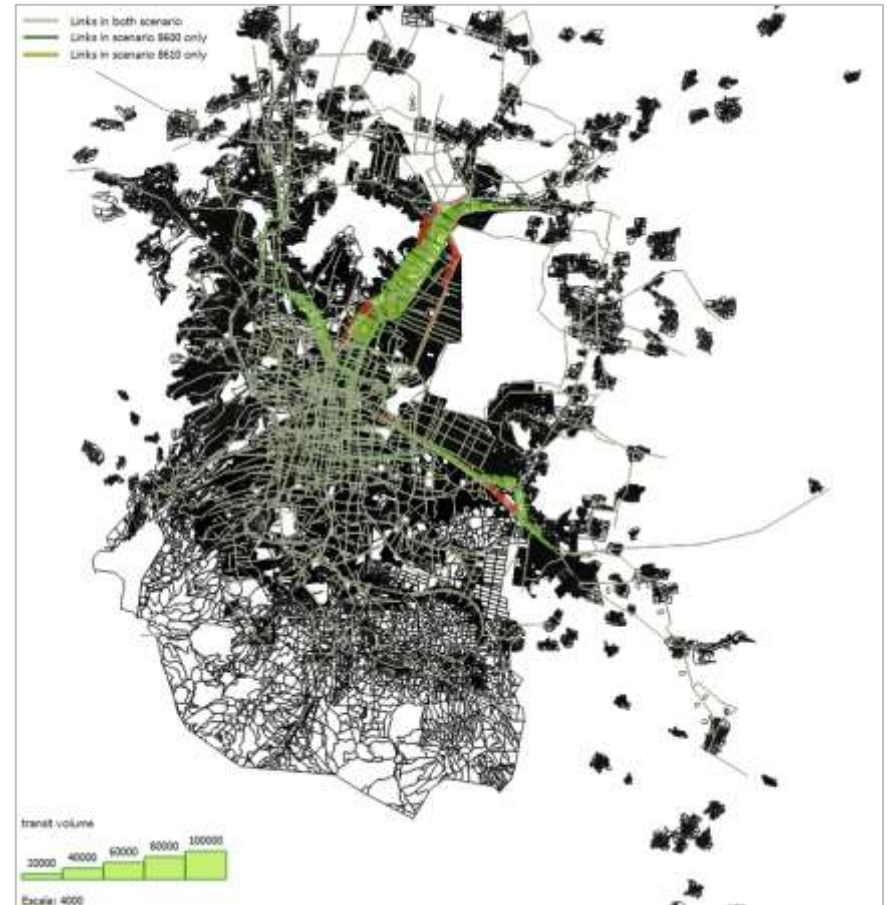 Links in both scenario
Links in scenario 8600 only
Links in scenario 8610 only
transit volume
20000 40000 60000 80000 100000
Escala: 4000